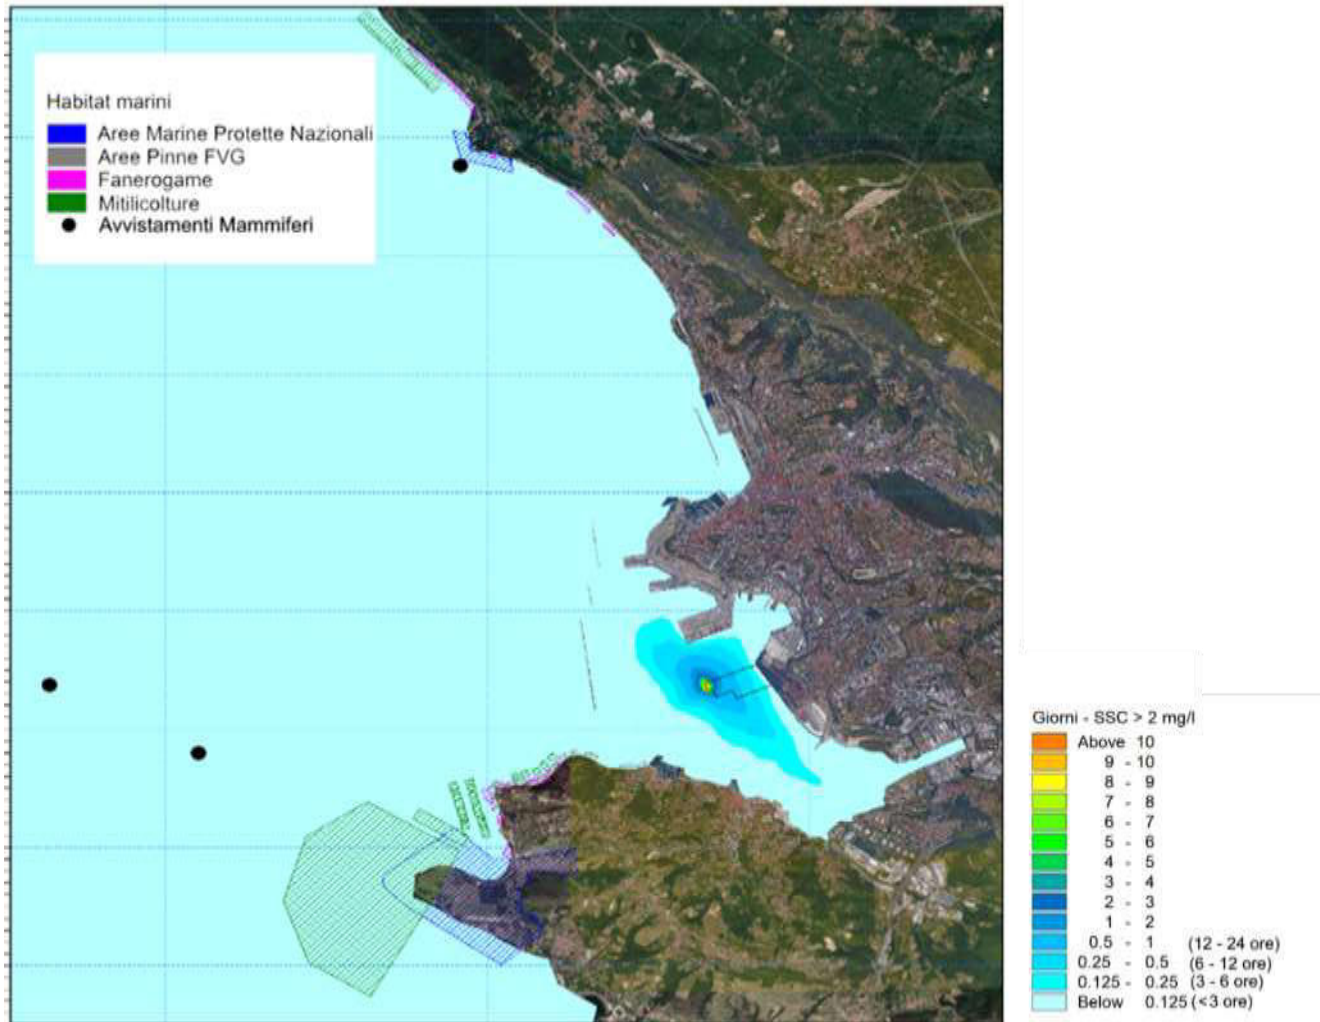 Habitat marini
Aree Marine Protette Nazionali
Aree Pinne FVG
Fanerogame
Mitilicolture
Avvistamenti Mammiferi
Giorni - SSC > 2 mg/l
Above 10
9 - 10
8 - 9
7 - 8
6 - 7
5 - 6
4 - 5
3 - 4
2 - 3
1 - 2
0.5 - 1 (12 - 24 ore)
0.25 - 0.5 (6 - 12 ore)
0.125 - 0.25 (3 - 6 ore)
Below 0.125 (<3 ore)